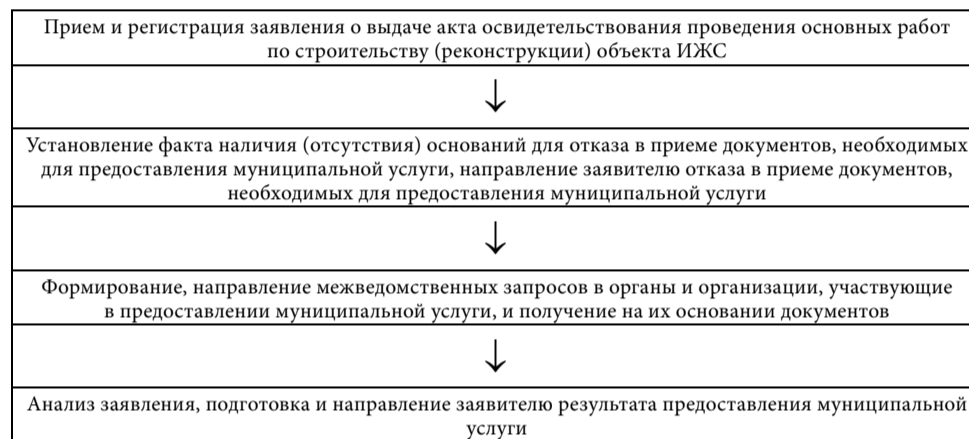 Прием и регистрация заявления о выдаче акта освидетельствования проведения основных работ
по строительству (реконструкции) объекта ИЖС
↓
Установление факта наличия (отсутствия) оснований для отказа в приеме документов, необходимых
для предоставления муниципальной услуги, направление заявителю отказа в приеме документов,
необходимых для предоставления муниципальной услуги
↓
Формирование, направление межведомственных запросов в органы и организации, участвующие
в предоставлении муниципальной услуги, и получение на их основании документов
↓
Анализ заявления, подготовка и направление заявителю результата предоставления муниципальной
услуги